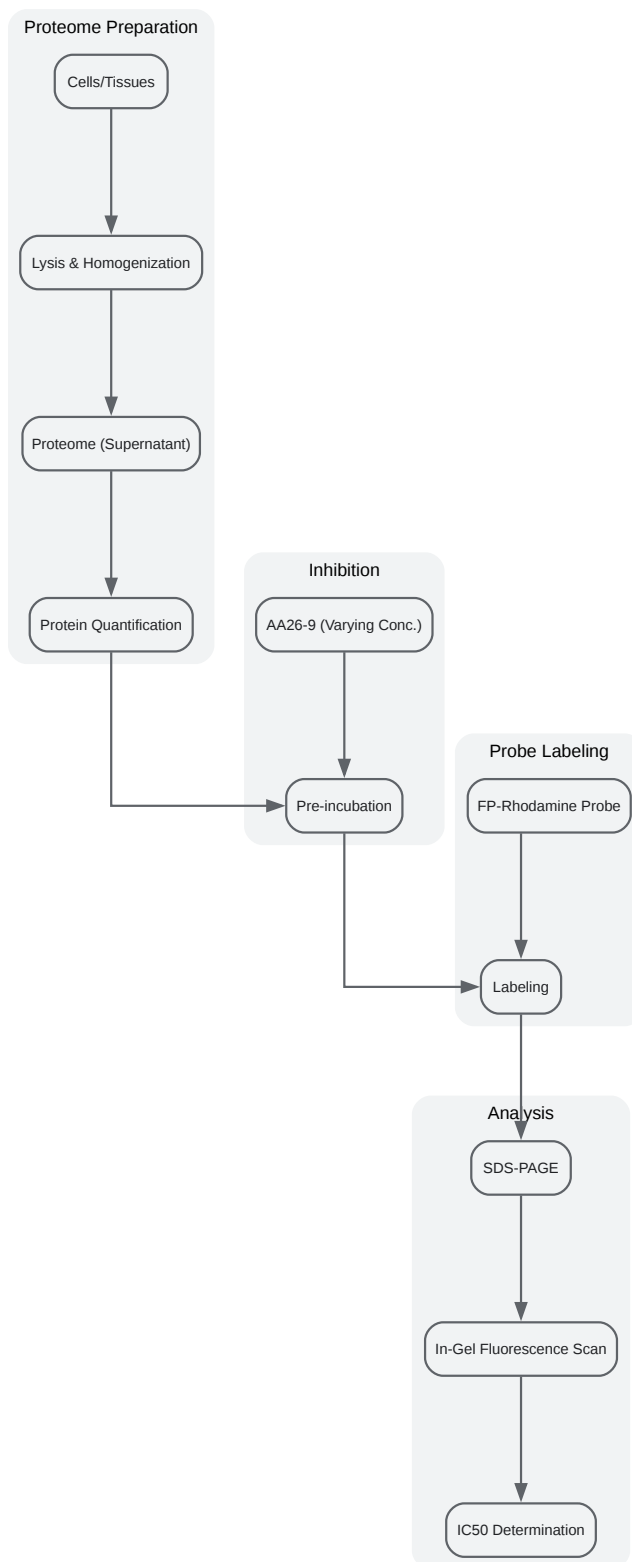 Proteome Preparation
Cells/Tissues
Lysis & Homogenization
Proteome (Supernatant)
Protein Quantification
Inhibition
AA26-9 (Varying Conc.)
Pre-incubation
Probe Labeling
FP-Rhodamine Probe
Labeling
Analysis
SDS-PAGE
In-Gel Fluorescence Scan
IC50 Determination